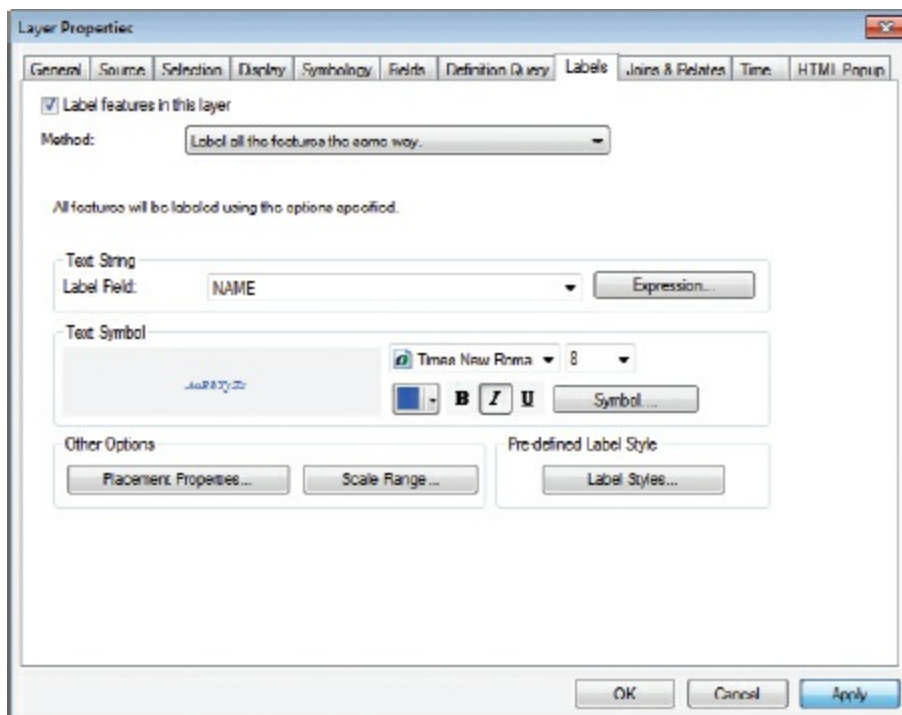 Layer Properties
General Source Selection Display Symbology Fields Definition Query Labels Joins & Relates Time HTML Popup
Label features in this layer
Method: Label all the features the same way.
All features will be labeled using the options specified.
Text String
Label Field: NAME Expression...
Text Symbol
AaBbYyZz Times New Roma 8
B I U Symbol...
Other Options Pre-defined Label Style
Placement Properties... Scale Range... Label Styles...
OK Cancel Apply